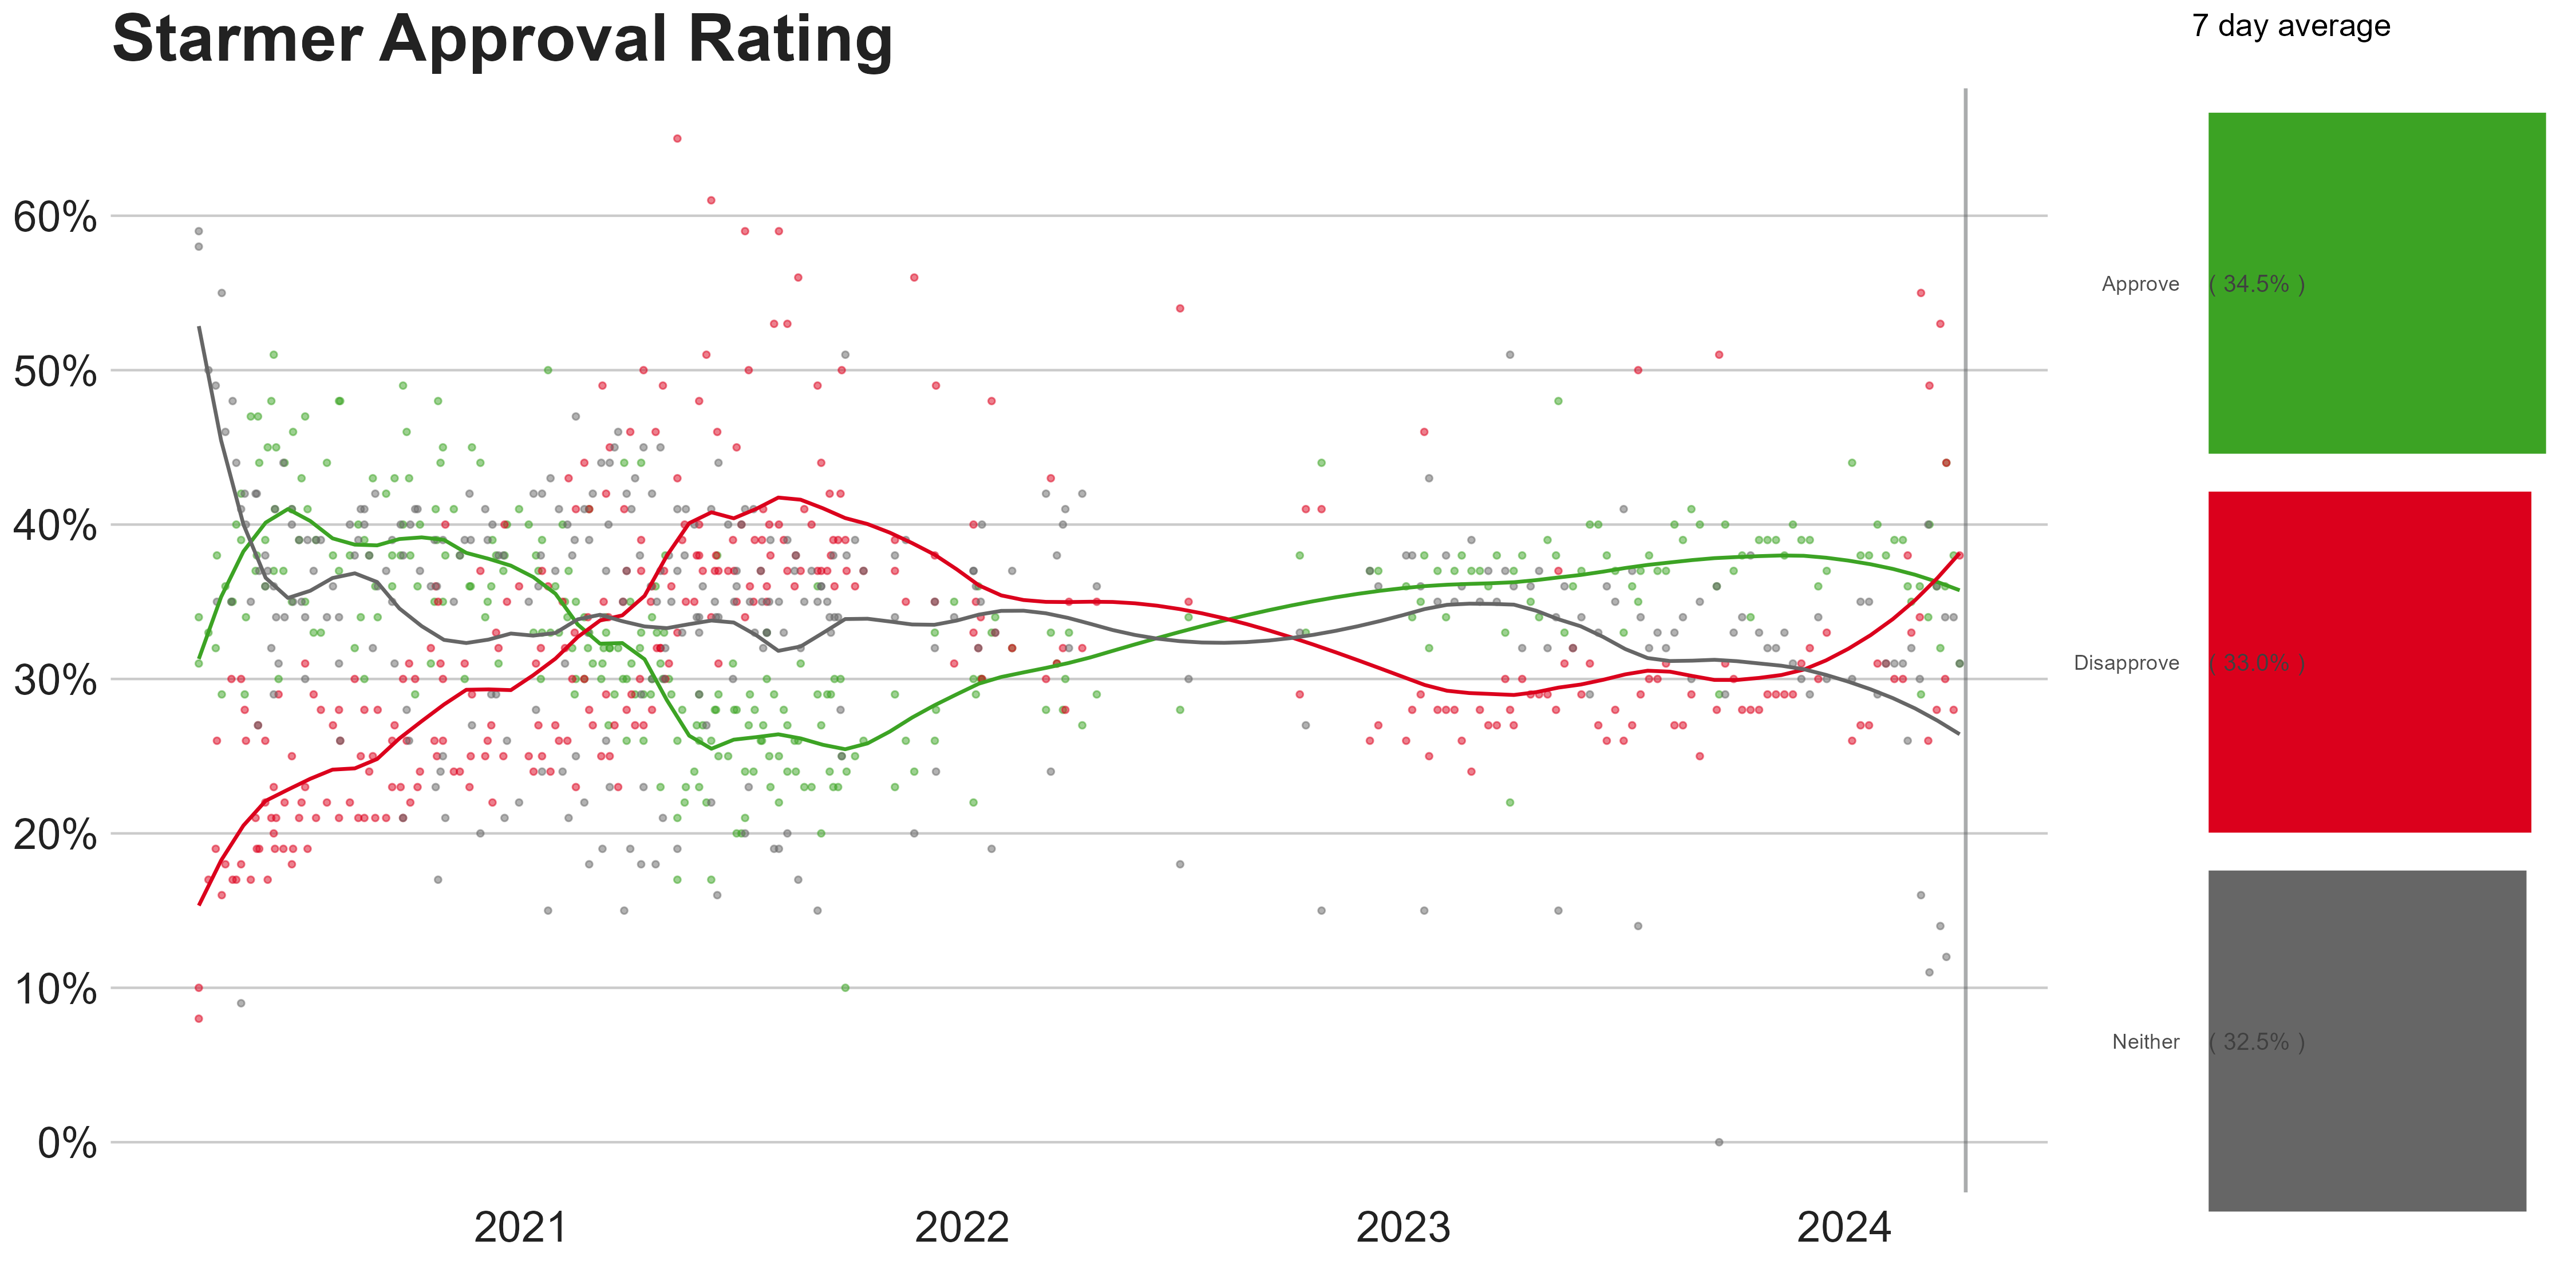 Starmer Approval Rating
7 day average
60%
50%
40%
30%
20%
10%
0%
2021 2022 2023 2024
Approve ( 34.5% )
Disapprove ( 33.0% )
Neither ( 32.5% )